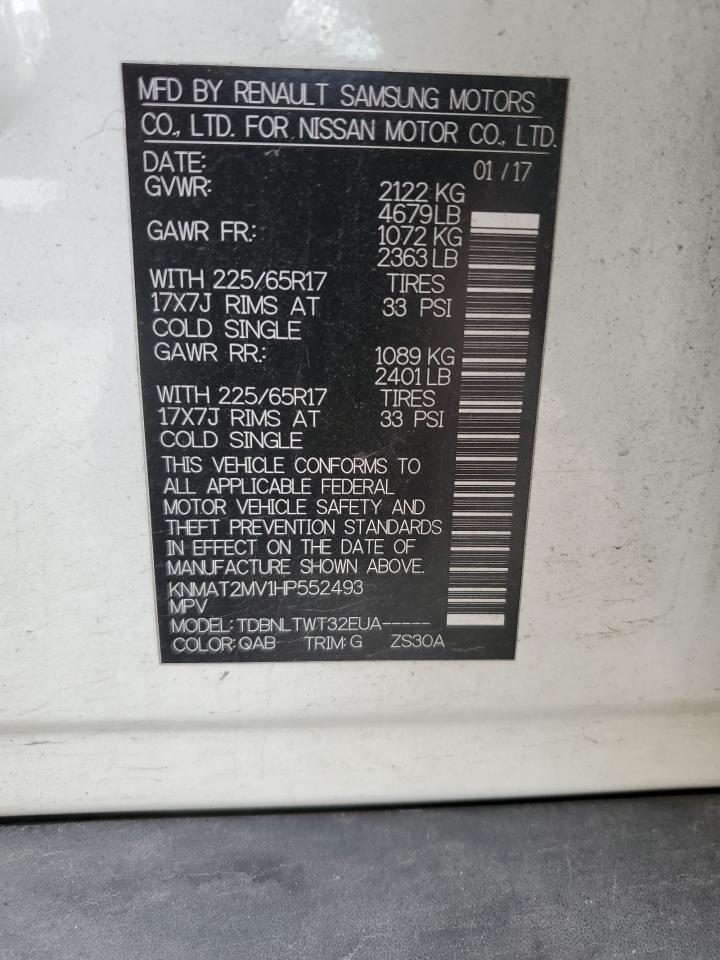 MFD BY RENAULT SAMSUNG MOTORS
CO., LTD. FOR NISSAN MOTOR CO., LTD.
DATE: 01 / 17
GVWR: 2122 KG
4679 LB
GAWR FR: 1072 KG
2363 LB
WITH 225/65R17 TIRES
17X7J RIMS AT 33 PSI
COLD SINGLE
GAWR RR: 1089 KG
2401 LB
WITH 225/65R17 TIRES
17X7J RIMS AT 33 PSI
COLD SINGLE
THIS VEHICLE CONFORMS TO
ALL APPLICABLE FEDERAL
MOTOR VEHICLE SAFETY AND
THEFT PREVENTION STANDARDS
IN EFFECT ON THE DATE OF
MANUFACTURE SHOWN ABOVE.
KNMAT2MV1HP552493
MPV
MODEL: TDBNLTWT32EUA-----
COLOR: QAB TRIM: G ZS30A